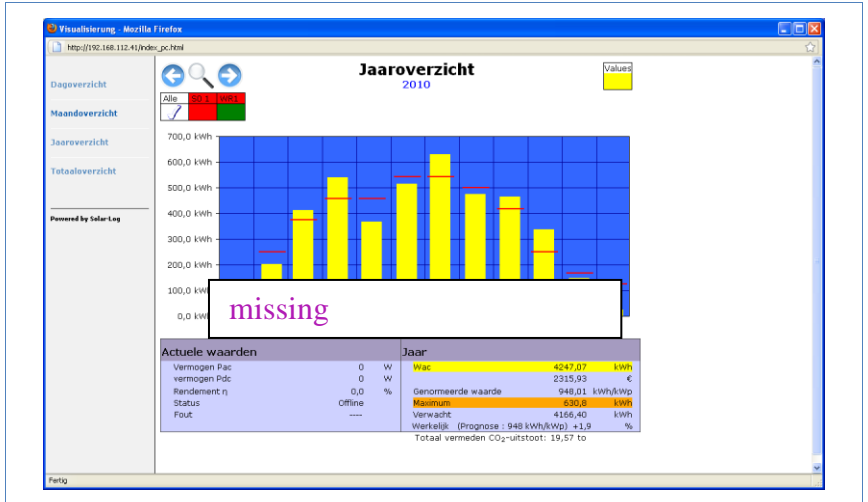 Visualisierung - Mozilla Firefox
http://192.168.112.41/index_pc.html
Dagoverzicht
Maandoverzicht
Jaaroverzicht
Totaaloverzicht
Powered by Solar-Log
Jaaroverzicht
2010
Values
Alle S0 1 WR1
700,0 kWh
600,0 kWh
500,0 kWh
400,0 kWh
300,0 kWh
200,0 kWh
100,0 kWh
0,0 kWh
missing
Actuele waarden
Vermogen Pac 0 W
vermogen Pdc 0 W
Rendement η 0,0 %
Status Offline
Fout ----
Jaar
Wac 4247,07 kWh
2315,93 €
Genormeerde waarde 948,01 kWh/kWp
Maximum 630,8 kWh
Verwacht 4166,40 kWh
Werkelijk (Prognose : 948 kWh/kWp) +1,9 %
Totaal vermeden CO₂-uitstoot: 19,57 to
Fertig